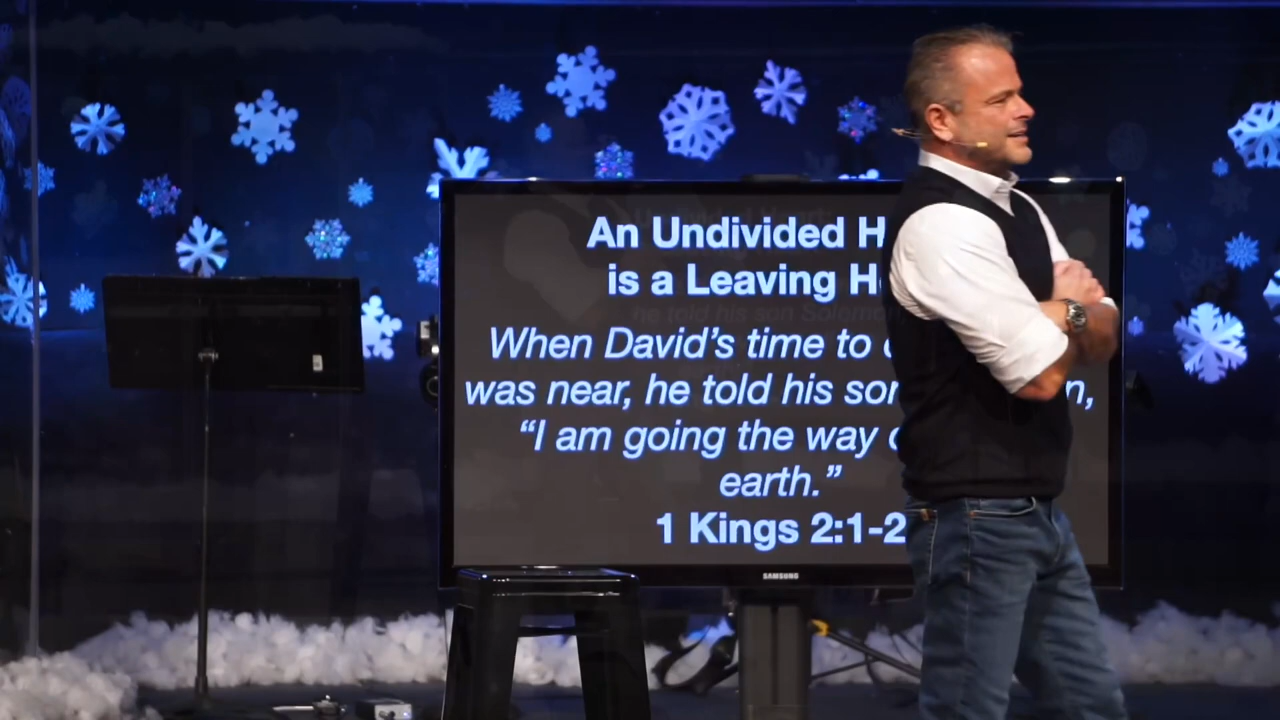 An Undivided H
is a Leaving H
When David's time to
was near, he told his son n,
"I am going the way
earth."
1 Kings 2:1-2
SAMSUNG